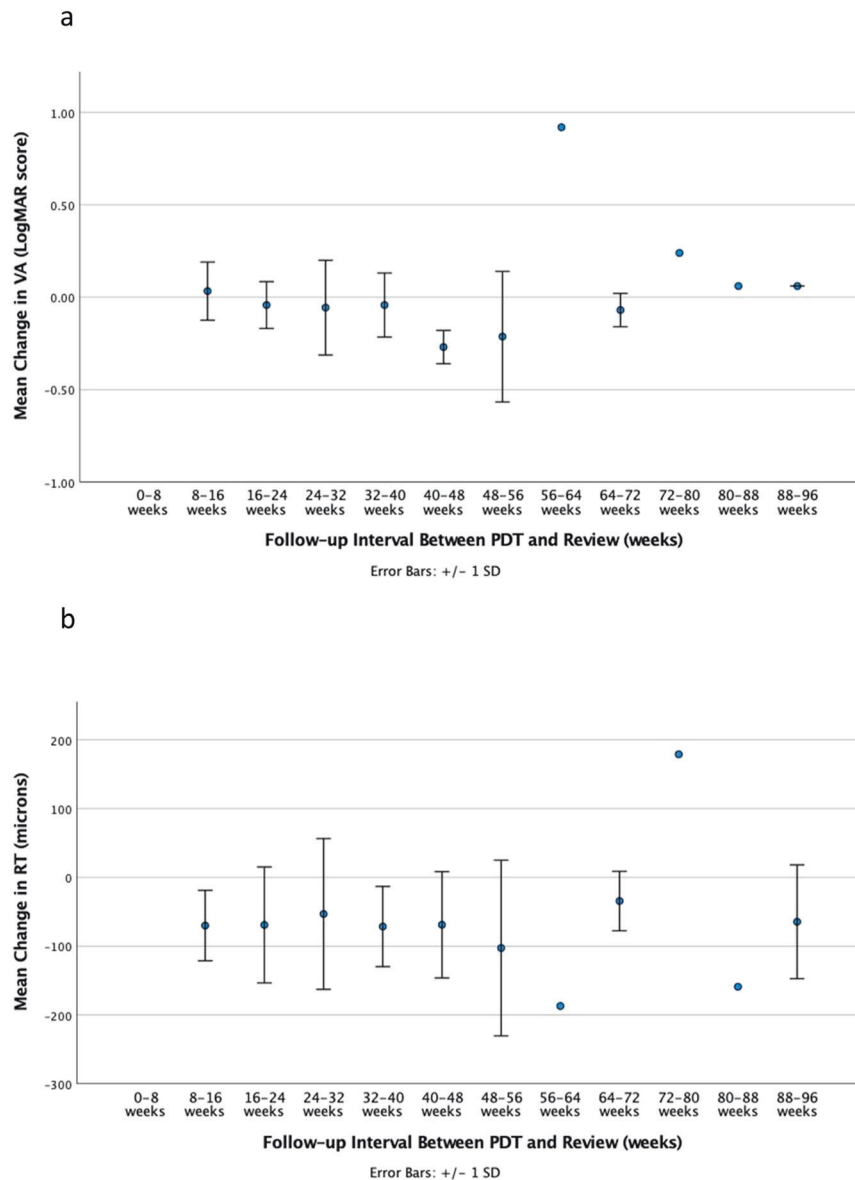 a
Mean Change in VA (LogMAR score)
1.00
0.50
0.00
-0.50
-1.00
0–8 weeks
8–16 weeks
16–24 weeks
24–32 weeks
32–40 weeks
40–48 weeks
48–56 weeks
56–64 weeks
64–72 weeks
72–80 weeks
80–88 weeks
88–96 weeks
Follow-up Interval Between PDT and Review (weeks)
Error Bars: +/- 1 SD
b
Mean Change in RT (microns)
200
100
0
-100
-200
-300
0–8 weeks
8–16 weeks
16–24 weeks
24–32 weeks
32–40 weeks
40–48 weeks
48–56 weeks
56–64 weeks
64–72 weeks
72–80 weeks
80–88 weeks
88–96 weeks
Follow-up Interval Between PDT and Review (weeks)
Error Bars: +/- 1 SD